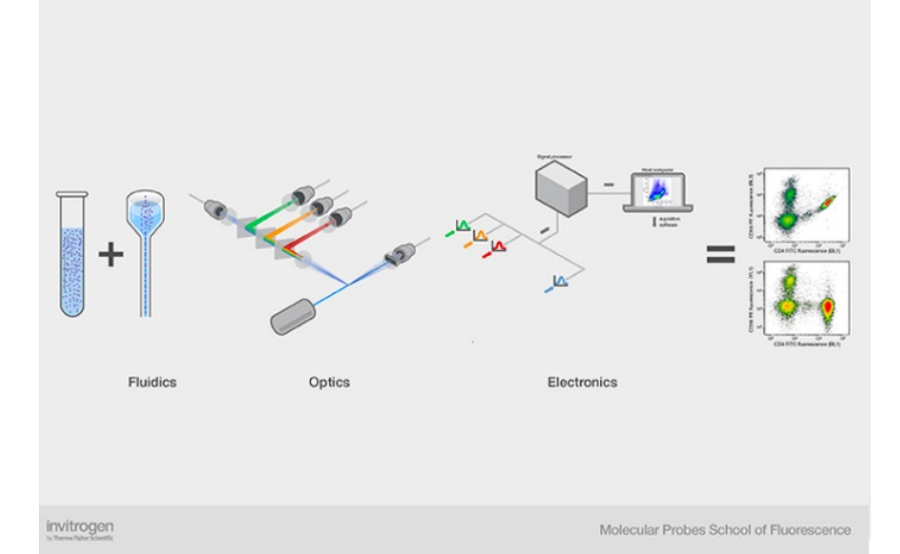 Signal processor
Host computer
Acquisition
software
CD4 FITC fluorescence (BL1)
CD4 FITC fluorescence (BL1)
Fluidics
Optics
Electronics
invitrogen
by Thermo Fisher Scientific
Molecular Probes School of Fluorescence